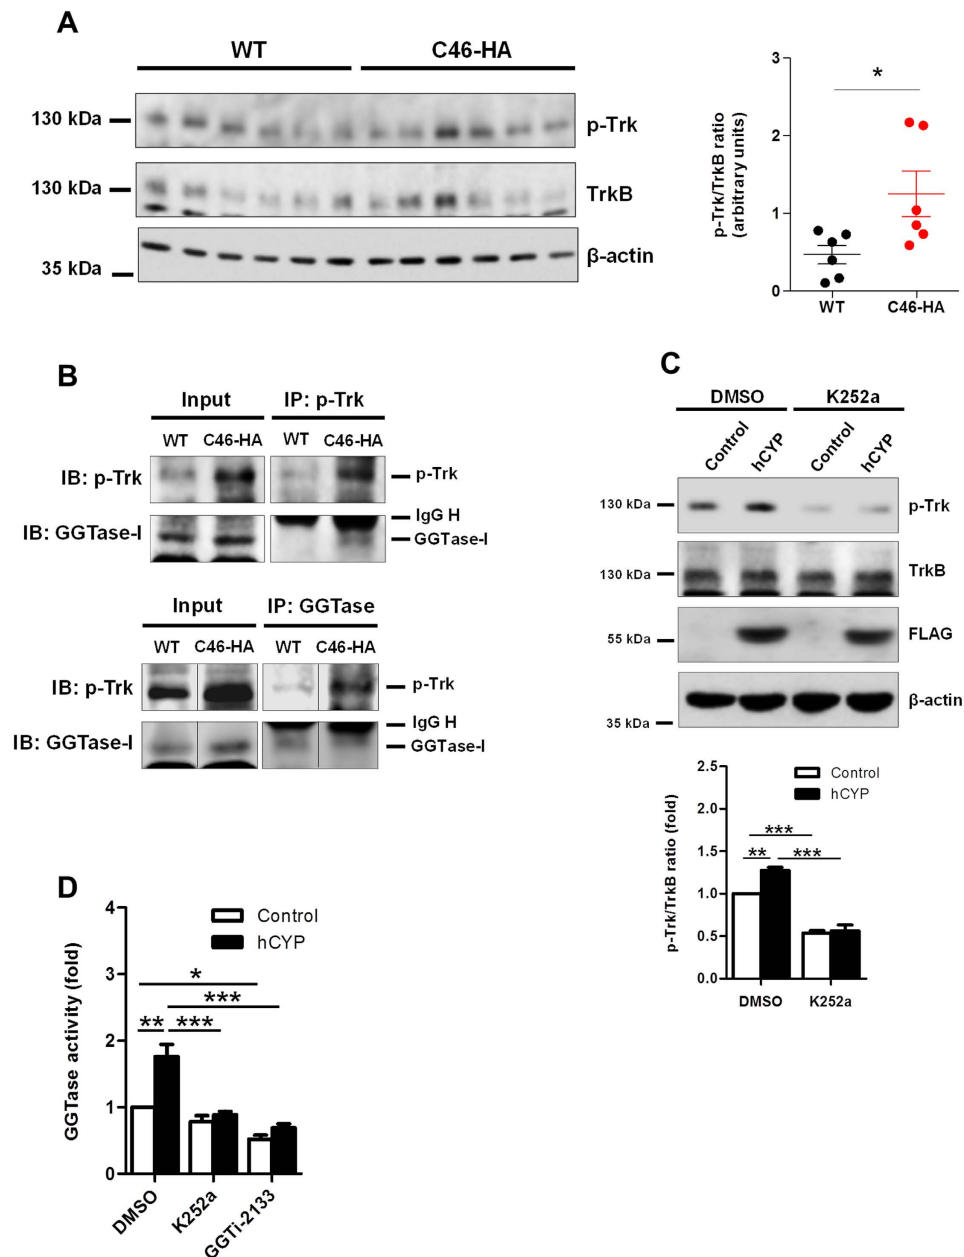 A
WT C46-HA
130 kDa p-Trk
130 kDa TrkB
35 kDa β-actin
p-Trk/TrkB ratio
(arbitrary units)
3
2
1
0
*
WT C46-HA
B
Input IP: p-Trk
WT C46-HA WT C46-HA
IB: p-Trk p-Trk
IgG H
IB: GGTase-I GGTase-I
Input IP: GGTase
WT C46-HA WT C46-HA
IB: p-Trk p-Trk
IgG H
IB: GGTase-I GGTase-I
C
DMSO K252a
Control hCYP Control hCYP
130 kDa p-Trk
130 kDa TrkB
55 kDa FLAG
β-actin
35 kDa
p-Trk/TrkB ratio (fold)
2.5
2.0
1.5
1.0
0.5
0.0
Control
hCYP
***
** ***
DMSO K252a
D
GGTase activity (fold)
4
3
2
1
0
Control
hCYP
*
***
** ***
DMSO K252a GGTi-2133